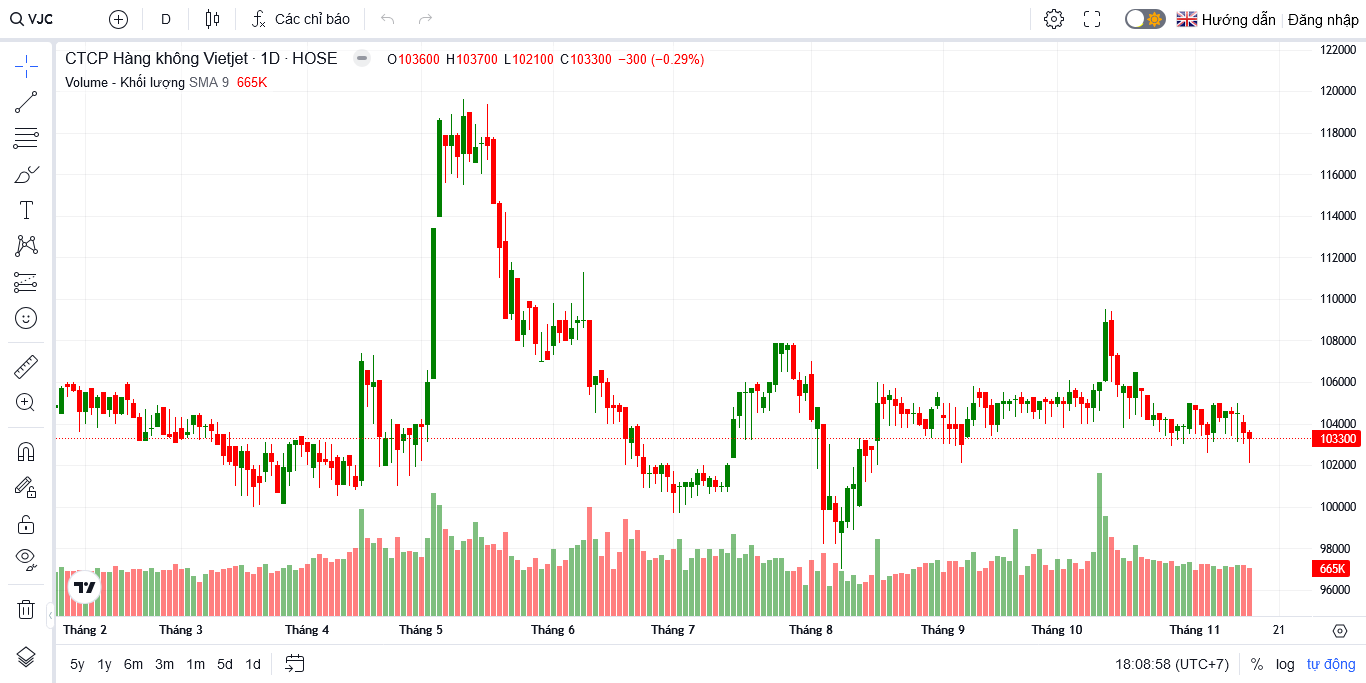 VJC D Các chỉ báo Hướng dẫn Đăng nhập
CTCP Hàng không Vietjet · 1D · HOSE O103600 H103700 L102100 C103300 −300 (−0.29%)
Volume - Khối lượng SMA 9 665K
122000
120000
118000
116000
114000
112000
110000
108000
106000
104000
103300
102000
100000
98000
665K
96000
Tháng 2 Tháng 3 Tháng 4 Tháng 5 Tháng 6 Tháng 7 Tháng 8 Tháng 9 Tháng 10 Tháng 11 21
5y 1y 6m 3m 1m 5d 1d 18:08:58 (UTC+7) % log tự động